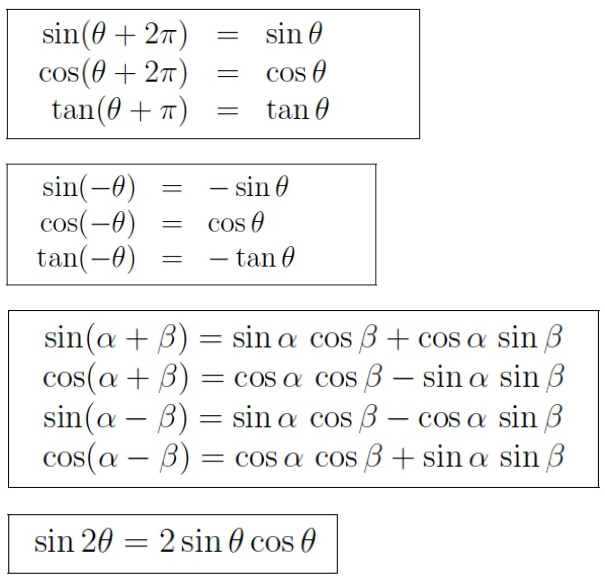 sin(θ + 2π) = sin θ
cos(θ + 2π) = cos θ
tan(θ + π) = tan θ
sin(−θ) = − sin θ
cos(−θ) = cos θ
tan(−θ) = − tan θ
sin(α + β) = sin α cos β + cos α sin β
cos(α + β) = cos α cos β − sin α sin β
sin(α − β) = sin α cos β − cos α sin β
cos(α − β) = cos α cos β + sin α sin β
sin 2θ = 2 sin θ cos θ